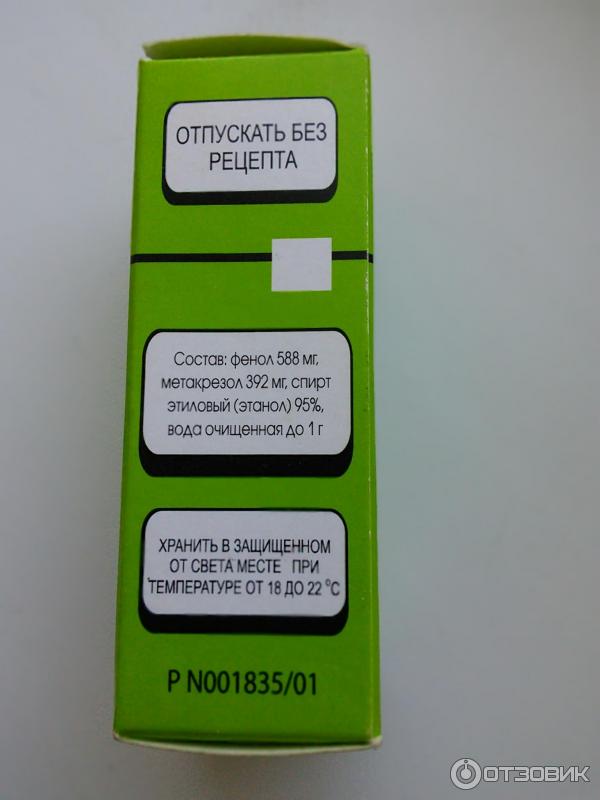 ОТПУСКАТЬ БЕЗ
РЕЦЕПТА
Состав: фенол 588 мг,
метакрезол 392 мг, спирт
этиловый (этанол) 95%,
вода очищенная до 1 г
ХРАНИТЬ В ЗАЩИЩЕННОМ
ОТ СВЕТА МЕСТЕ ПРИ
ТЕМПЕРАТУРЕ ОТ 18 ДО 22 °С
Р N001835/01
ОТЗОВИК